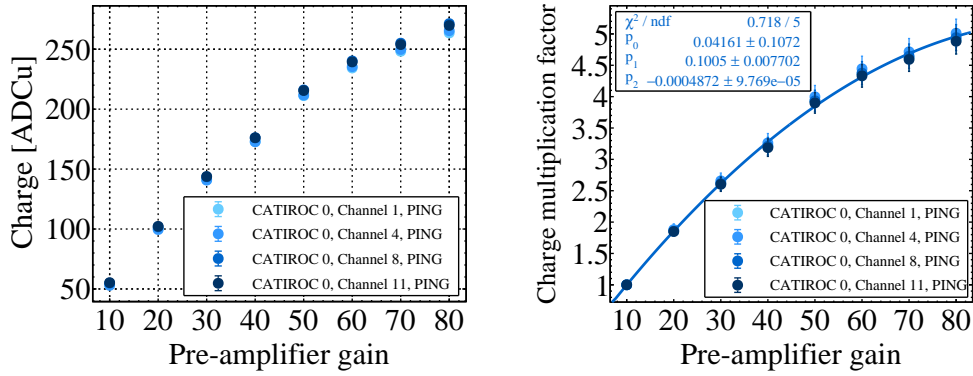 Charge [ADCu]
250
200
150
100
50
CATIROC 0, Channel 1, PING
CATIROC 0, Channel 4, PING
CATIROC 0, Channel 8, PING
CATIROC 0, Channel 11, PING
10 20 30 40 50 60 70 80
Pre-amplifier gain
Charge multiplication factor
5
4.5
4
3.5
3
2.5
2
1.5
1
χ² / ndf 0.718 / 5
p₀ 0.04161 ± 0.1072
p₁ 0.1005 ± 0.007702
p₂ −0.0004872 ± 9.769e−05
CATIROC 0, Channel 1, PING
CATIROC 0, Channel 4, PING
CATIROC 0, Channel 8, PING
CATIROC 0, Channel 11, PING
10 20 30 40 50 60 70 80
Pre-amplifier gain